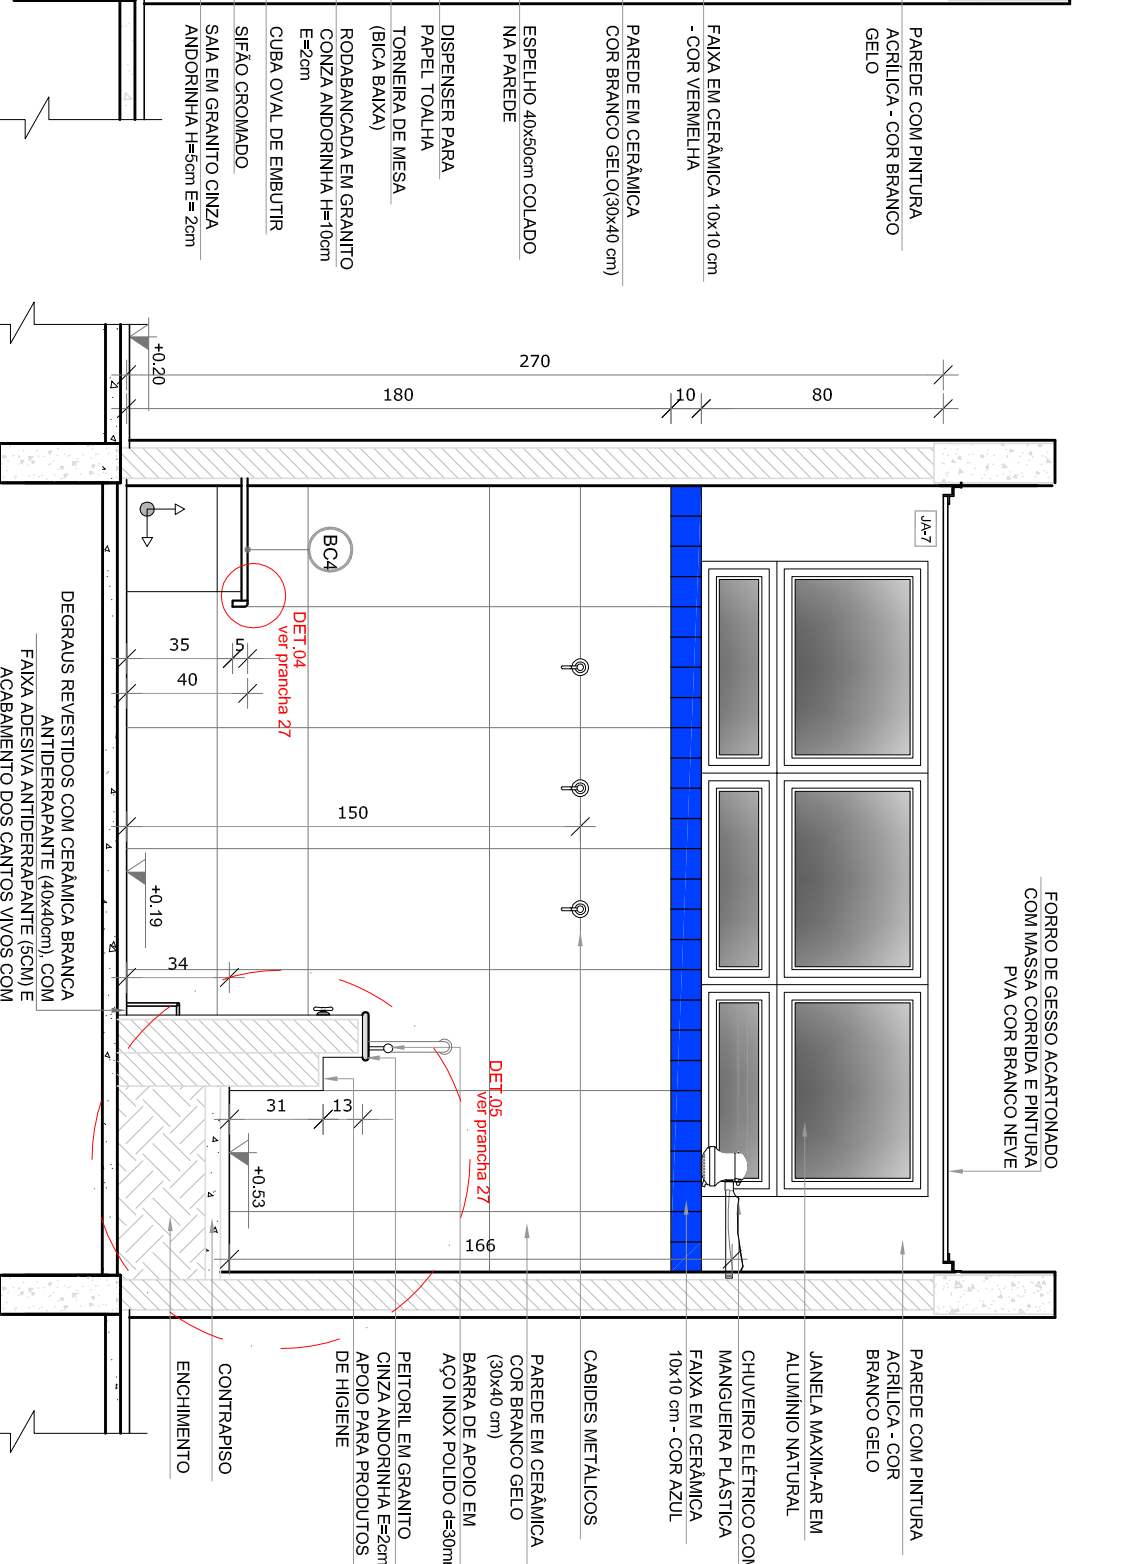 PAREDE COM PINTURA
ACRÍLICA - COR BRANCO
GELO
FAIXA EM CERÂMICA 10x10 cm
- COR VERMELHA
PAREDE EM CERÂMICA
COR BRANCO GELO(30x40 cm)
ESPELHO 40x50cm COLADO
NA PAREDE
DISPENSER PARA
PAPEL TOALHA
TORNEIRA DE MESA
(BICA BAIXA)
RODABANCADA EM GRANITO
CONZA ANDORINHA H=10cm
E=2cm
CUBA OVAL DE EMBUTIR
SIFÃO CROMADO
SAIA EM GRANITO CINZA
ANDORINHA H=5cm E= 2cm
270
180
10
80
+0.20
JA-7
BC4
DET.04
ver prancha 27
35
5
40
150
+0.19
34
DET.05
ver prancha 27
31
13
+0.53
166
FORRO DE GESSO ACARTONADO
COM MASSA CORRIDA E PINTURA
PVA COR BRANCO NEVE
DEGRAUS REVESTIDOS COM CERÂMICA BRANCA
ANTIDERRAPANTE (40x40cm), COM
FAIXA ADESIVA ANTIDERRAPANTE (5CM) E
ACABAMENTO DOS CANTOS VIVOS COM
PAREDE COM PINTURA
ACRÍLICA - COR
BRANCO GELO
JANELA MAXIM-AR EM
ALUMÍNIO NATURAL
CHUVEIRO ELÉTRICO COM
MANGUEIRA PLÁSTICA
FAIXA EM CERÂMICA
10x10 cm - COR AZUL
CABIDES METÁLICOS
PAREDE EM CERÂMICA
COR BRANCO GELO
(30x40 cm)
BARRA DE APOIO EM
AÇO INOX POLIDO d=30mm
PEITORIL EM GRANITO
CINZA ANDORINHA E=2cm
APOIO PARA PRODUTOS
DE HIGIENE
CONTRAPISO
ENCHIMENTO